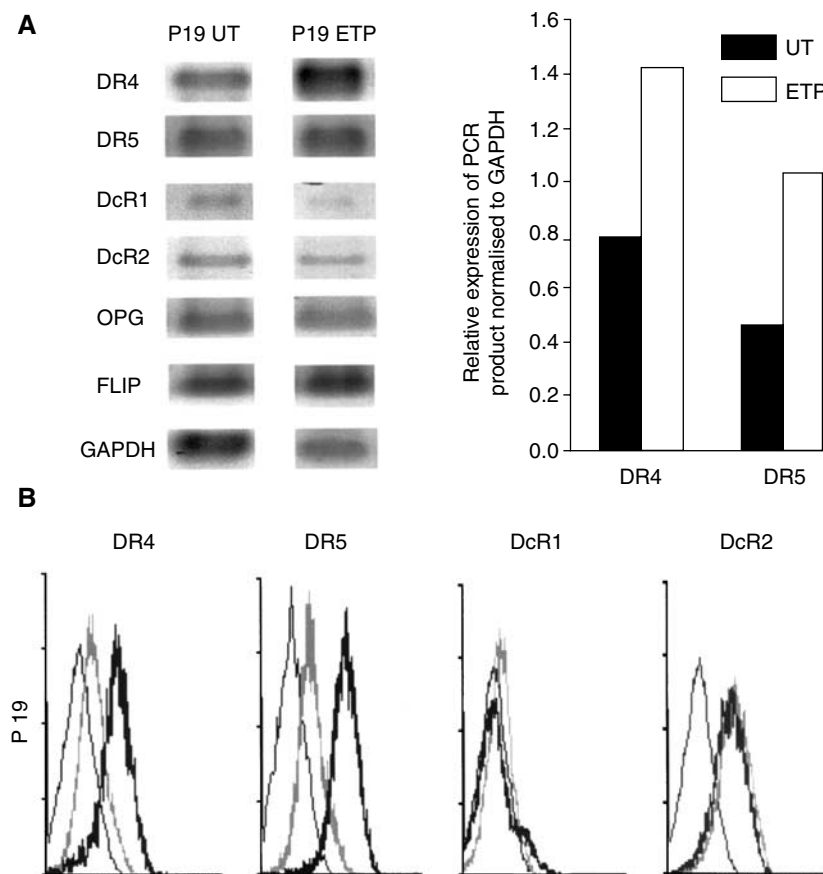 A
P19 UT P19 ETP
DR4
DR5
DcR1
DcR2
OPG
FLIP
GAPDH
Relative expression of PCR
product normalised to GAPDH
1.6
1.4
1.2
1.0
0.8
0.6
0.4
0.2
0.0
UT
ETP
DR4 DR5
B
DR4 DR5 DcR1 DcR2
P 19